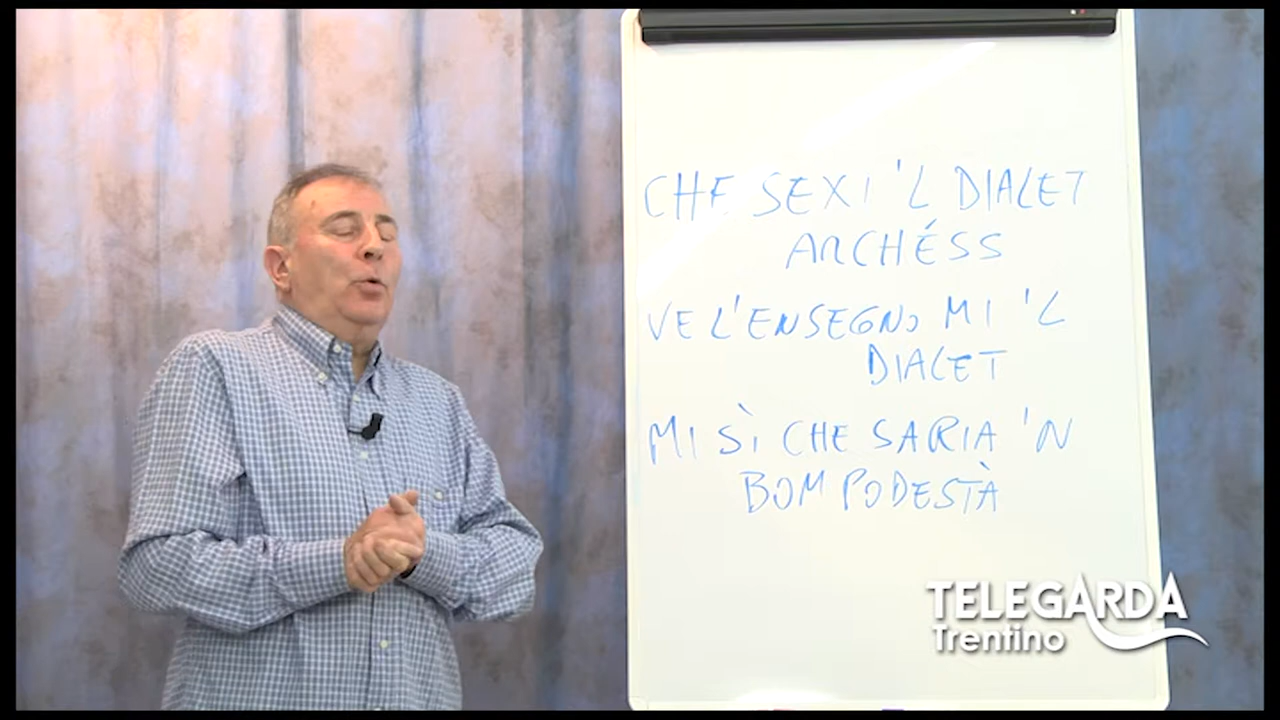 CHE SEXI 'L DIALET
ARCHÉSS
VE L'ENSEGNO MI 'L
DIALET
MI SÌ CHE SARIA 'N
BOM PODESTÀ
TELEGARDA
Trentino